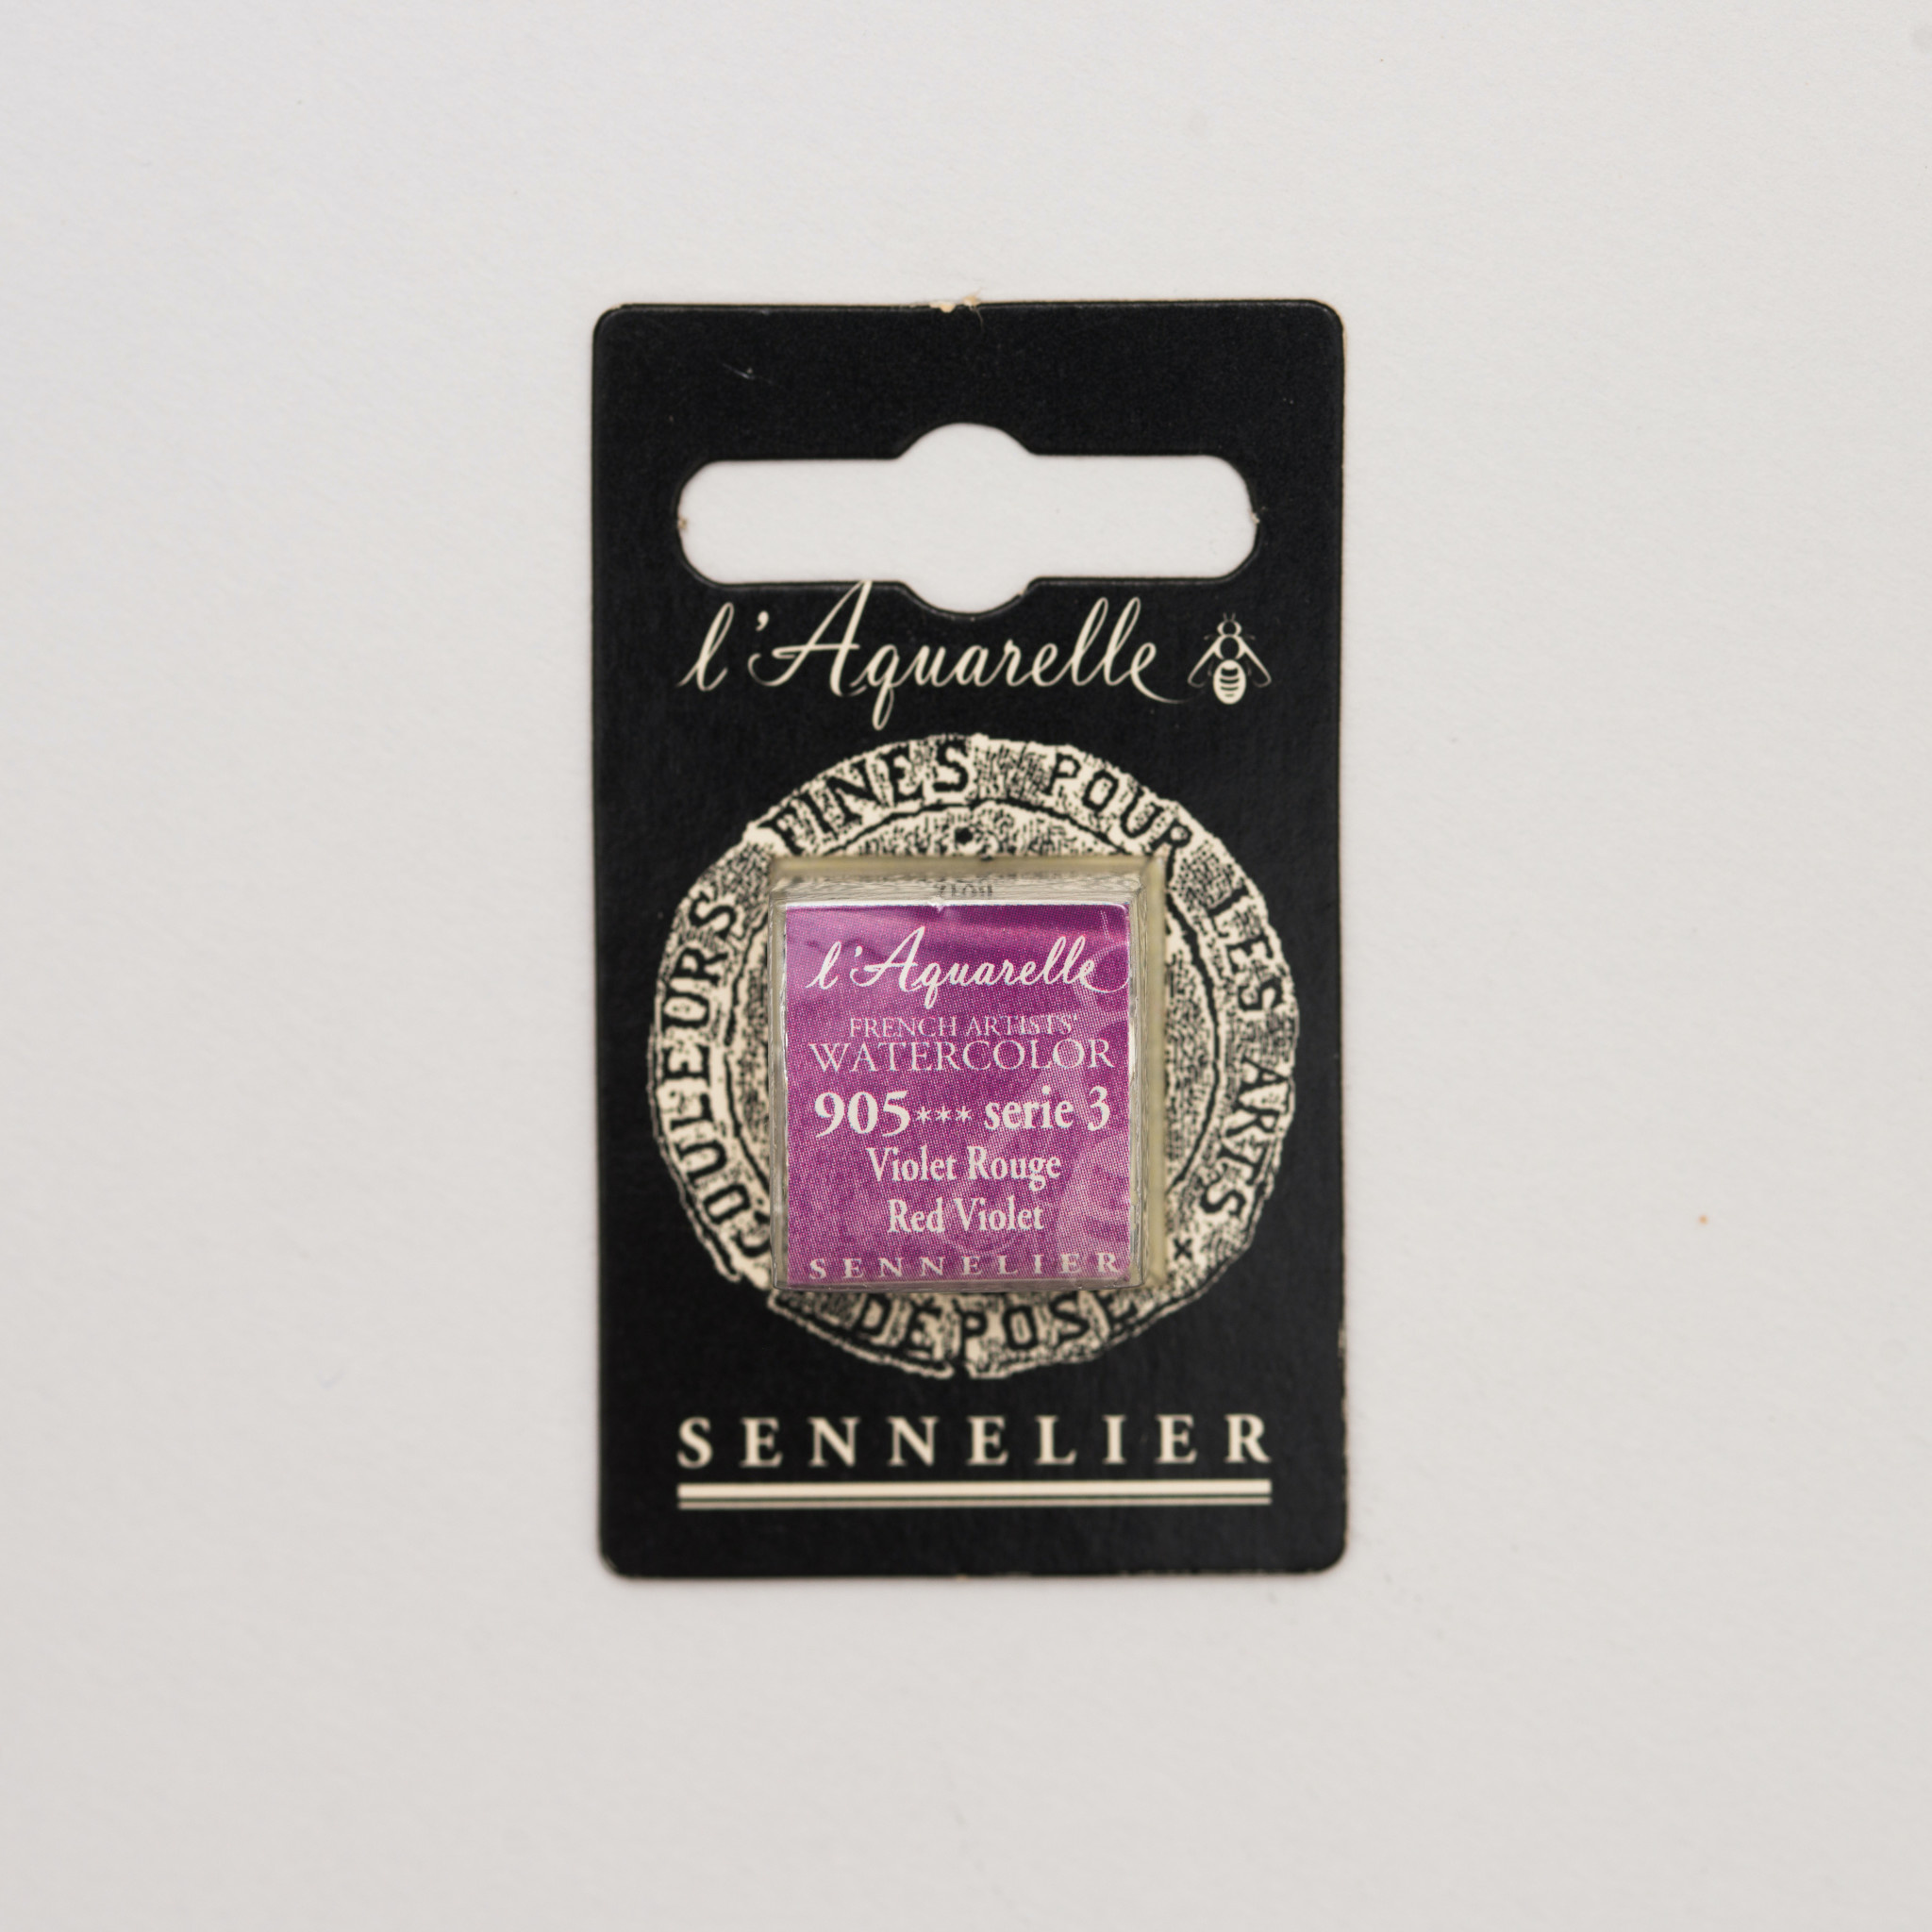 l'Aquarelle
COULEURS FINES POUR LES ARTS
DÉPOSÉ
l'Aquarelle
FRENCH ARTISTS'
WATERCOLOR
905*** serie 3
Violet Rouge
Red Violet
SENNELIER
SENNELIER